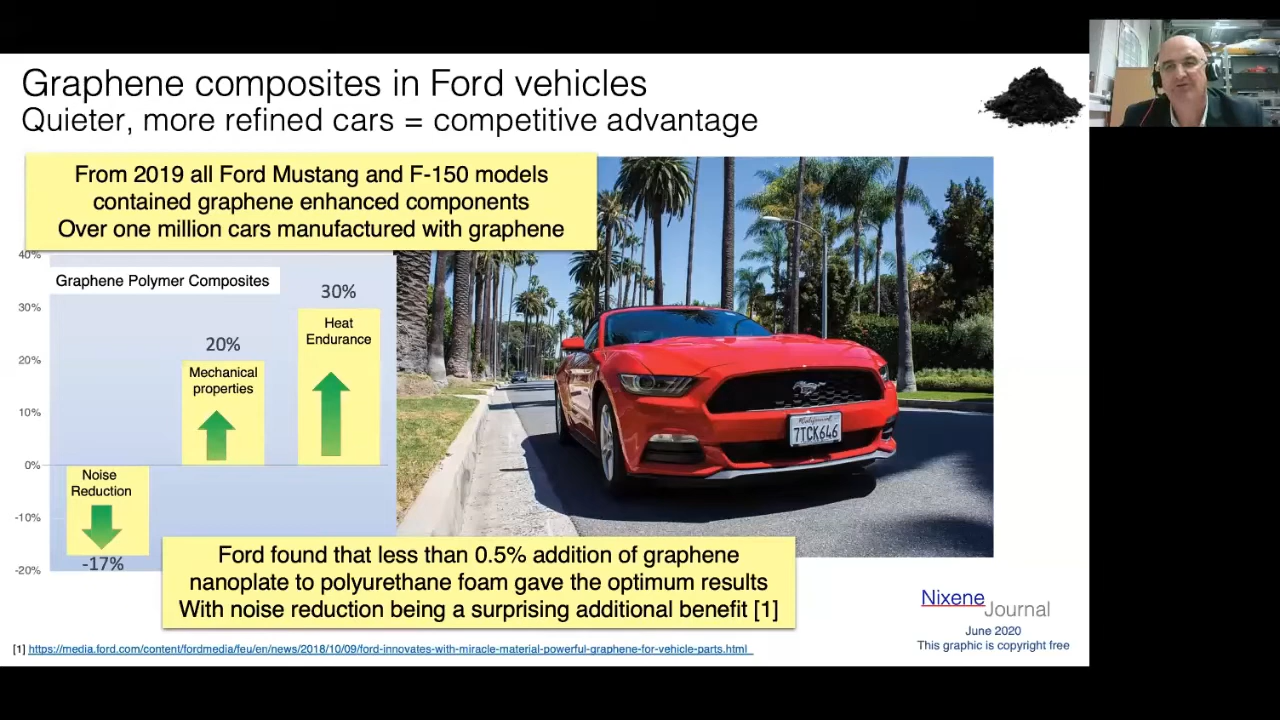 Graphene composites in Ford vehicles
Quieter, more refined cars = competitive advantage
From 2019 all Ford Mustang and F-150 models
contained graphene enhanced components
Over one million cars manufactured with graphene
40%
30%
20%
10%
0%
-10%
-20%
Graphene Polymer Composites
30%
Heat
Endurance
20%
Mechanical
properties
Noise
Reduction
-17%
California
7TCK646
Ford found that less than 0.5% addition of graphene
nanoplate to polyurethane foam gave the optimum results
With noise reduction being a surprising additional benefit [1]
Nixene
Journal
June 2020
This graphic is copyright free
[1] https://media.ford.com/content/fordmedia/feu/en/news/2018/10/09/ford-innovates-with-miracle-material-powerful-graphene-for-vehicle-parts.html